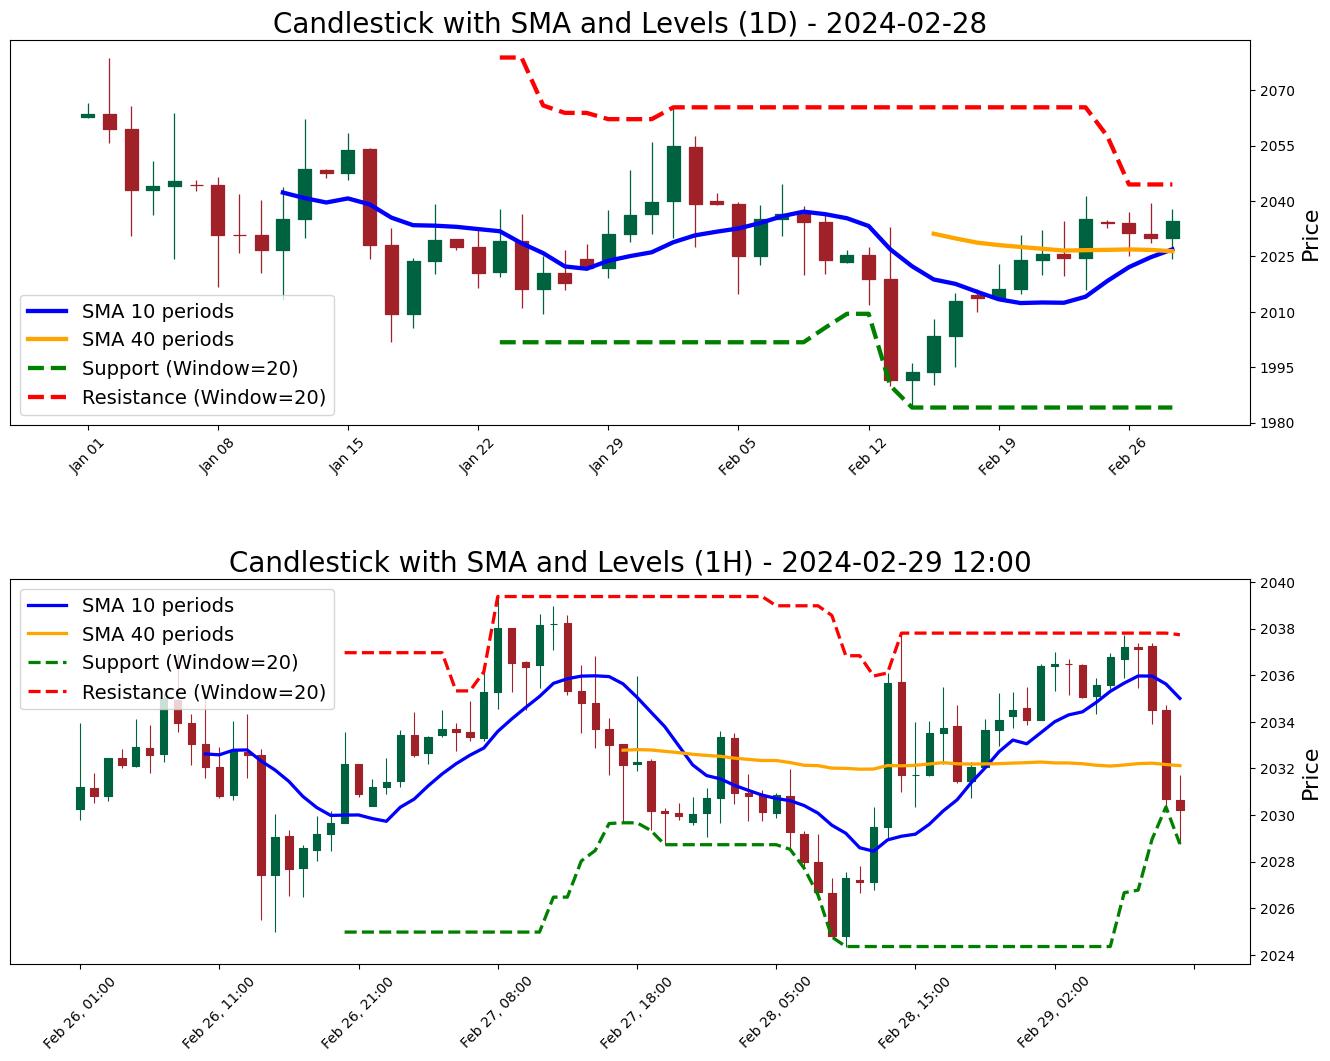 Candlestick with SMA and Levels (1D) - 2024-02-28
2070
2055
2040
2025
2010
1995
1980
Price
SMA 10 periods
SMA 40 periods
Support (Window=20)
Resistance (Window=20)
Jan 01
Jan 08
Jan 15
Jan 22
Jan 29
Feb 05
Feb 12
Feb 19
Feb 26
Candlestick with SMA and Levels (1H) - 2024-02-29 12:00
SMA 10 periods
SMA 40 periods
Support (Window=20)
Resistance (Window=20)
2040
2038
2036
2034
2032
2030
2028
2026
2024
Price
Feb 26, 01:00
Feb 26, 11:00
Feb 26, 21:00
Feb 27, 08:00
Feb 27, 18:00
Feb 28, 05:00
Feb 28, 15:00
Feb 29, 02:00